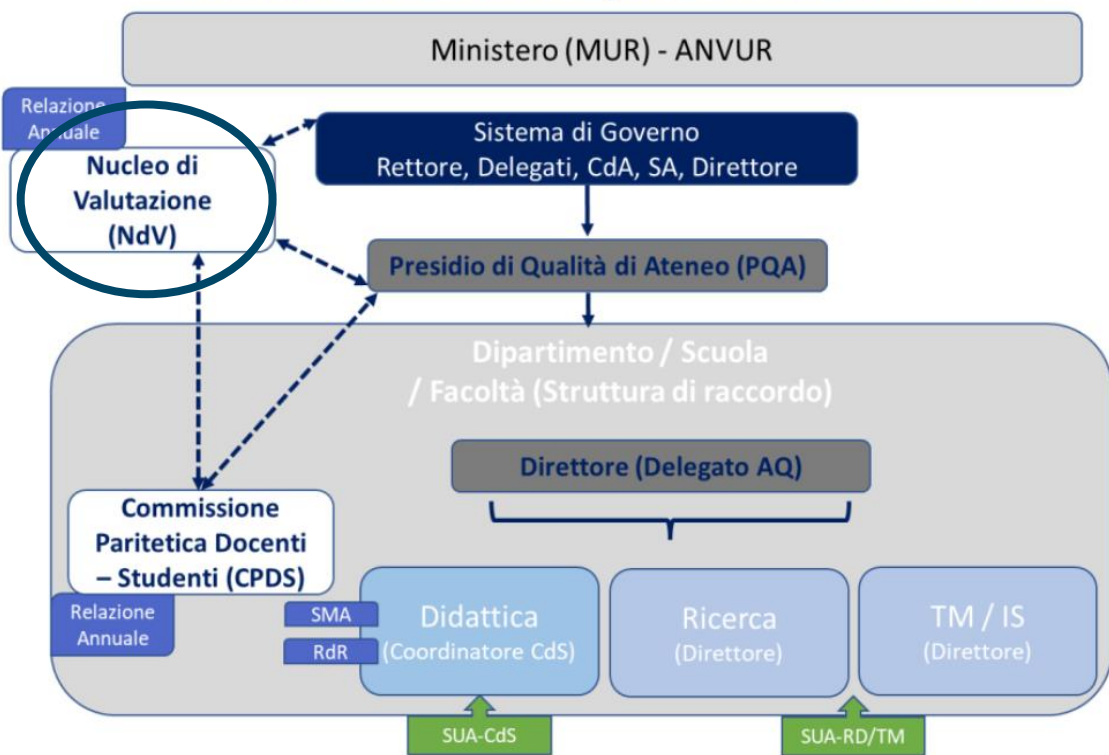 Ministero (MUR) - ANVUR
Relazione
Annuale
Nucleo di
Valutazione
(NdV)
Sistema di Governo
Rettore, Delegati, CdA, SA, Direttore
Presidio di Qualità di Ateneo (PQA)
Dipartimento / Scuola
/ Facoltà (Struttura di raccordo)
Direttore (Delegato AQ)
Commissione
Paritetica Docenti
– Studenti (CPDS)
Relazione
Annuale
SMA
RdR
Didattica
(Coordinatore CdS)
Ricerca
(Direttore)
TM / IS
(Direttore)
SUA-CdS
SUA-RD/TM